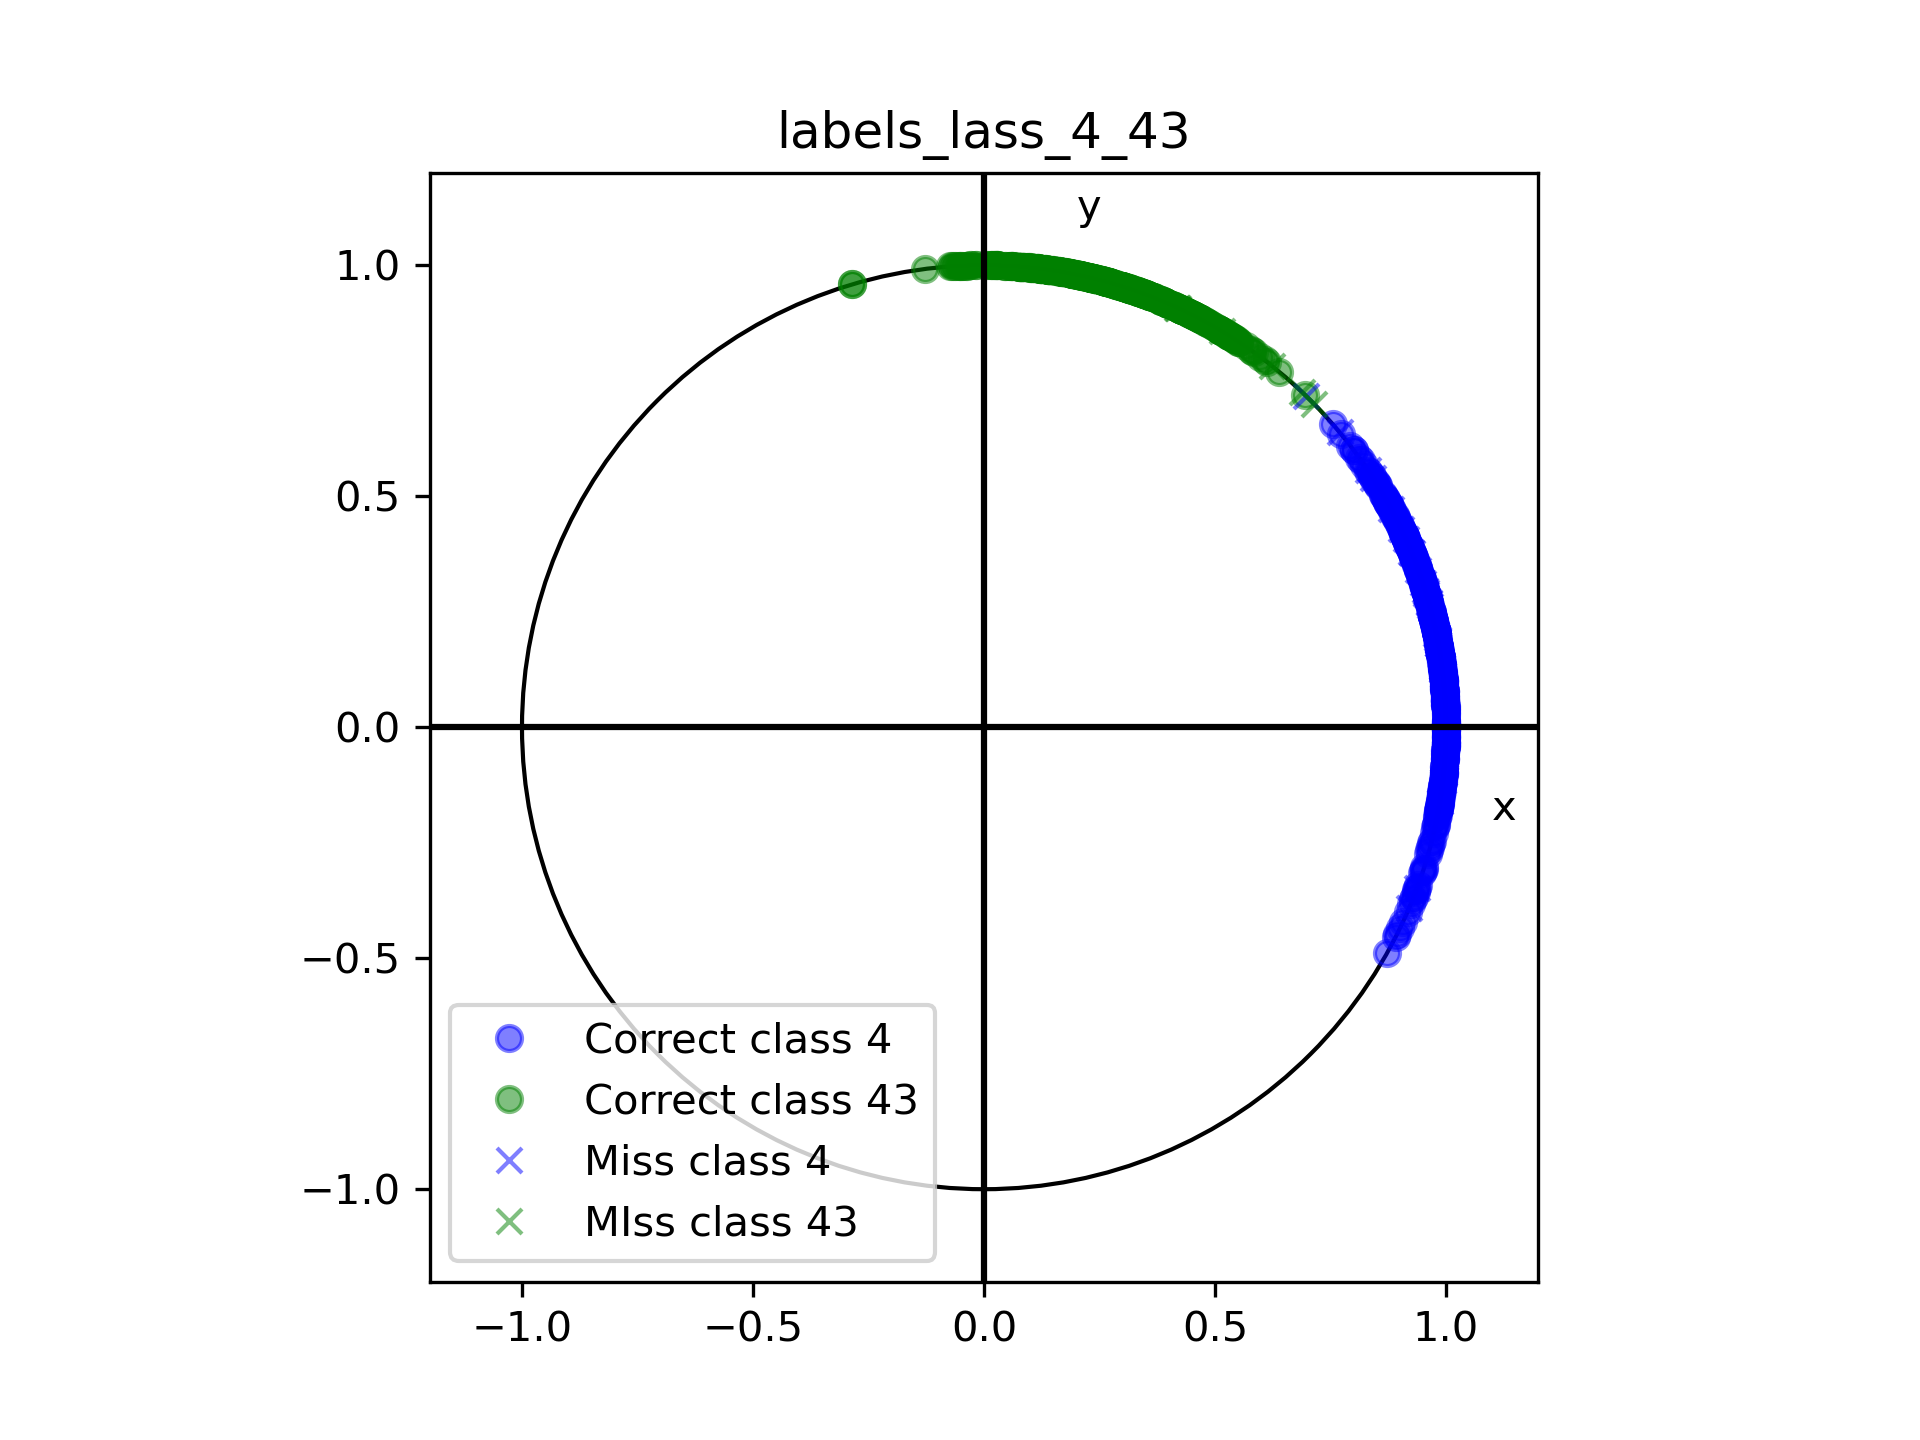 labels_lass_4_43
y
1.0
0.5
0.0
x
−0.5
−1.0
Correct class 4
Correct class 43
Miss class 4
MIss class 43
−1.0 −0.5 0.0 0.5 1.0